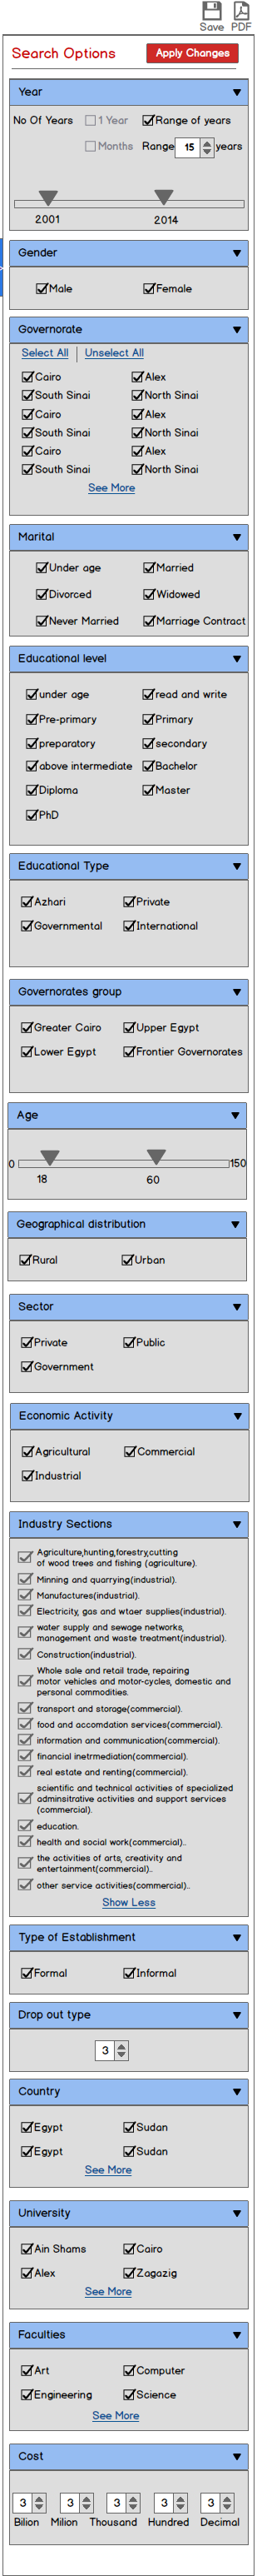 Save PDF
Search Options Apply Changes
Year
No Of Years 1 Year Range of years
Months Range 15 years
2001 2014
Gender
Male Female
Governorate
Select All Unselect All
Cairo Alex
South Sinai North Sinai
Cairo Alex
South Sinai North Sinai
Cairo Alex
South Sinai North Sinai
See More
Marital
Under age Married
Divorced Widowed
Never Married Marriage Contract
Educational level
under age read and write
Pre-primary Primary
preparatory secondary
above intermediate Bachelor
Diploma Master
PhD
Educational Type
Azhari Private
Governmental International
Governorates group
Greater Cairo Upper Egypt
Lower Egypt Frontier Governorates
Age
0 150
18 60
Geographical distribution
Rural Urban
Sector
Private Public
Government
Economic Activity
Agricultural Commercial
Industrial
Industry Sections
Agriculture,hunting,forestry,cutting
of wood trees and fishing (agriculture).
Minning and quarrying(industrial).
Manufactures(industrial).
Electricity, gas and wtaer supplies(industrial).
water supply and sewage networks,
management and waste treatment(industrial).
Construction(industrial).
Whole sale and retail trade, repairing
motor vehicles and motor-cycles, domestic and
personal commodities.
transport and storage(commercial).
food and accomdation services(commercial).
information and communication(commercial).
financial inetrmediation(commercial).
real estate and renting(commercial).
scientific and technical activities of specialized
adminsitrative activities and support services
(commercial).
education.
health and social work(commercial)..
the activities of arts, creativity and
entertainment(commercial)..
other service activities(commercial)..
Show Less
Type of Establishment
Formal Informal
Drop out type
3
Country
Egypt Sudan
Egypt Sudan
See More
University
Ain Shams Cairo
Alex Zagazig
See More
Faculties
Art Computer
Engineering Science
See More
Cost
3 3 3 3 3
Bilion Milion Thousand Hundred Decimal